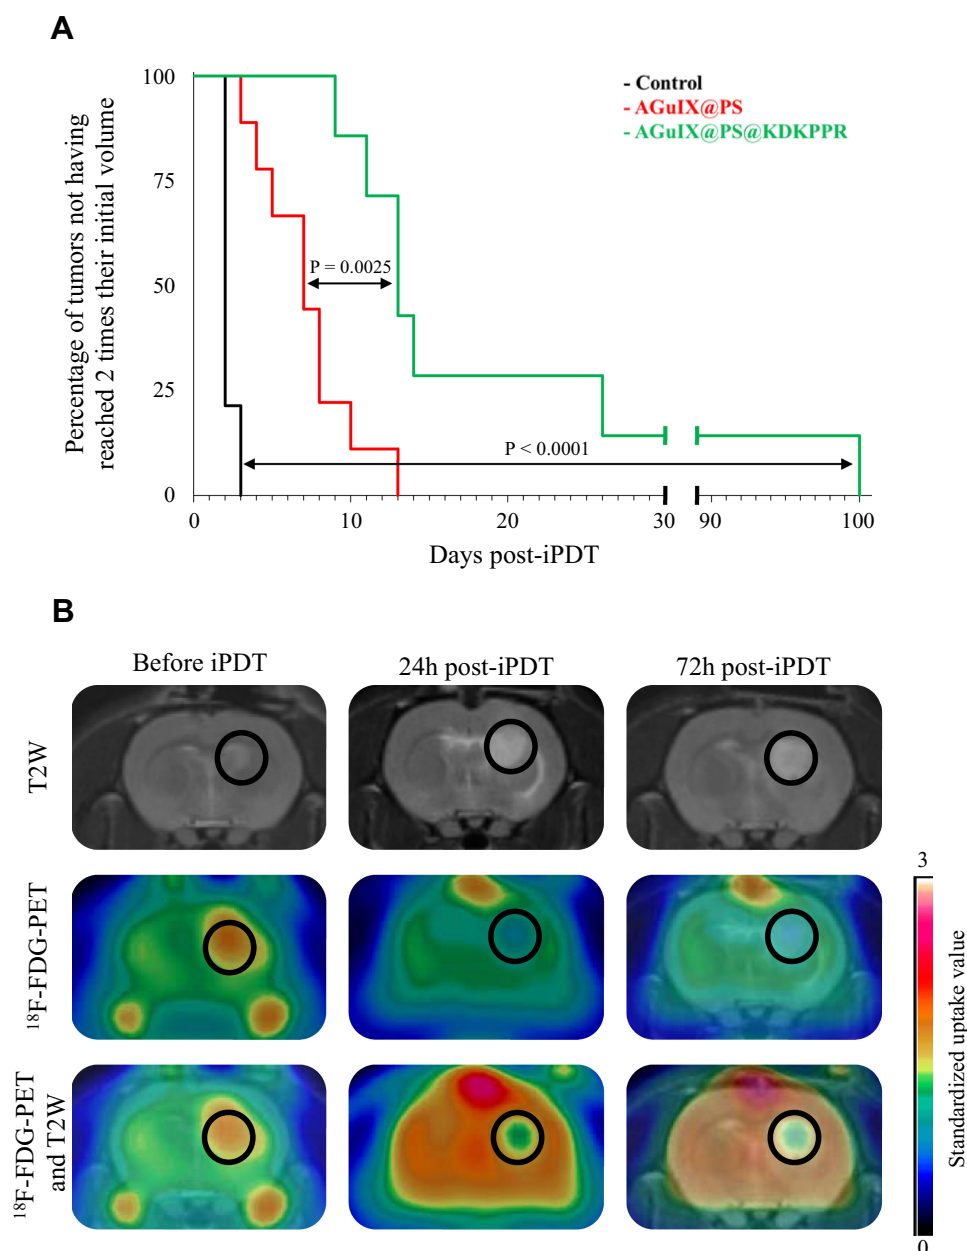 A
100
75
50
25
0
Percentage of tumors not having
reached 2 times their initial volume
- Control
- AGuIX@PS
- AGuIX@PS@KDKPPR
P = 0.0025
P < 0.0001
0 10 20 30 90 100
Days post-iPDT
B
Before iPDT 24h post-iPDT 72h post-iPDT
T2W
¹⁸F-FDG-PET
¹⁸F-FDG-PET
and T2W
3
Standardized uptake value
0